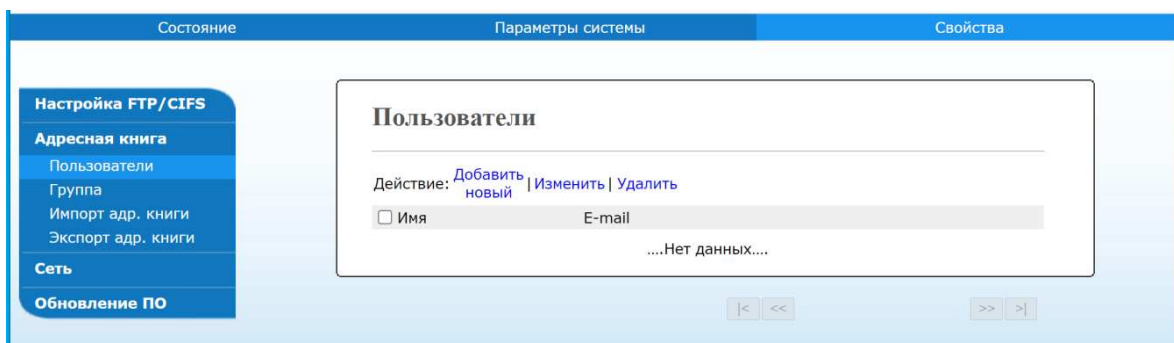 Состояние Параметры системы Свойства
Настройка FTP/CIFS
Адресная книга
Пользователи
Группа
Импорт адр. книги
Экспорт адр. книги
Сеть
Обновление ПО
Пользователи
Действие: Добавить новый | Изменить | Удалить
Имя E-mail
....Нет данных....
|< << >> >|